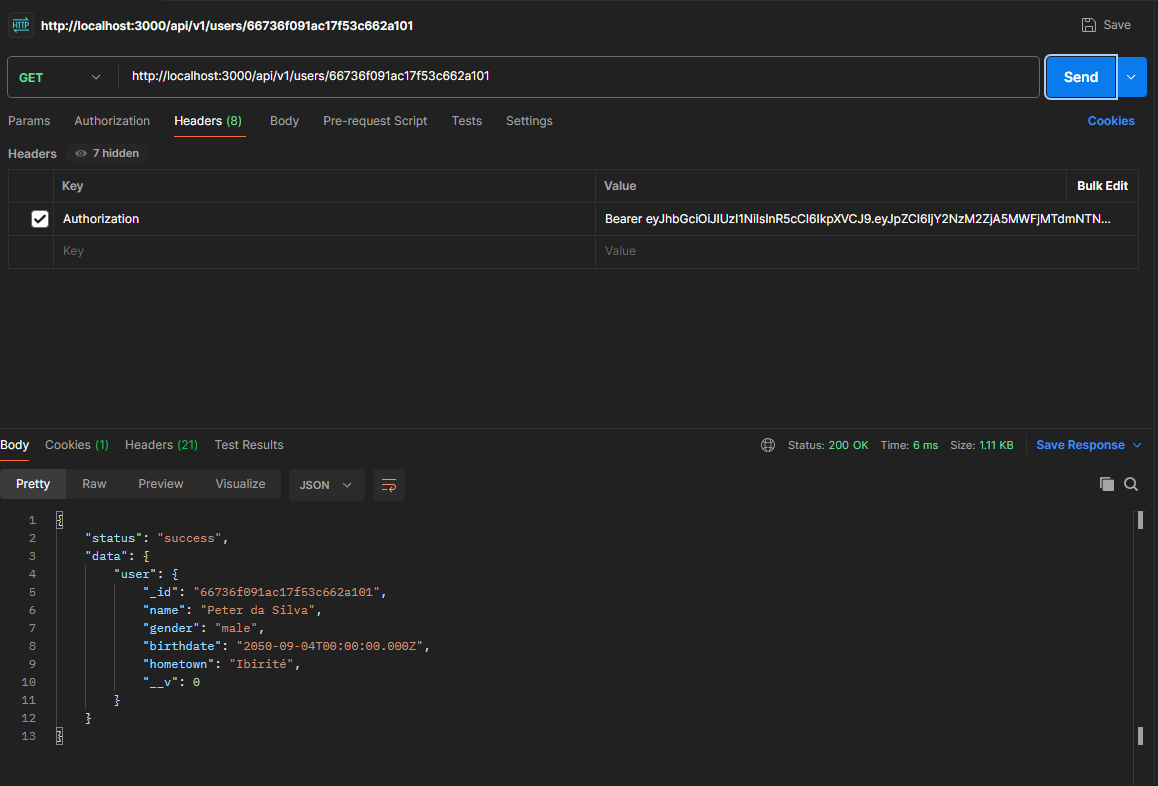 HTTP http://localhost:3000/api/v1/users/66736f091ac17f53c662a101 Save
GET http://localhost:3000/api/v1/users/66736f091ac17f53c662a101 Send
Params Authorization Headers (8) Body Pre-request Script Tests Settings Cookies
Headers 7 hidden
Key Value Bulk Edit
Authorization Bearer eyJhbGciOiJIUzI1NiIsInR5cCI6IkpXVCJ9.eyJpZCI6IjY2NzM2ZjA5MWFjMTdmNTN...
Key Value
Body Cookies (1) Headers (21) Test Results Status: 200 OK Time: 6 ms Size: 1.11 KB Save Response
Pretty Raw Preview Visualize JSON
1 {
2 "status": "success",
3 "data": {
4 "user": {
5 "_id": "66736f091ac17f53c662a101",
6 "name": "Peter da Silva",
7 "gender": "male",
8 "birthdate": "2050-09-04T00:00:00.000Z",
9 "hometown": "Ibirité",
10 "__v": 0
11 }
12 }
13 }